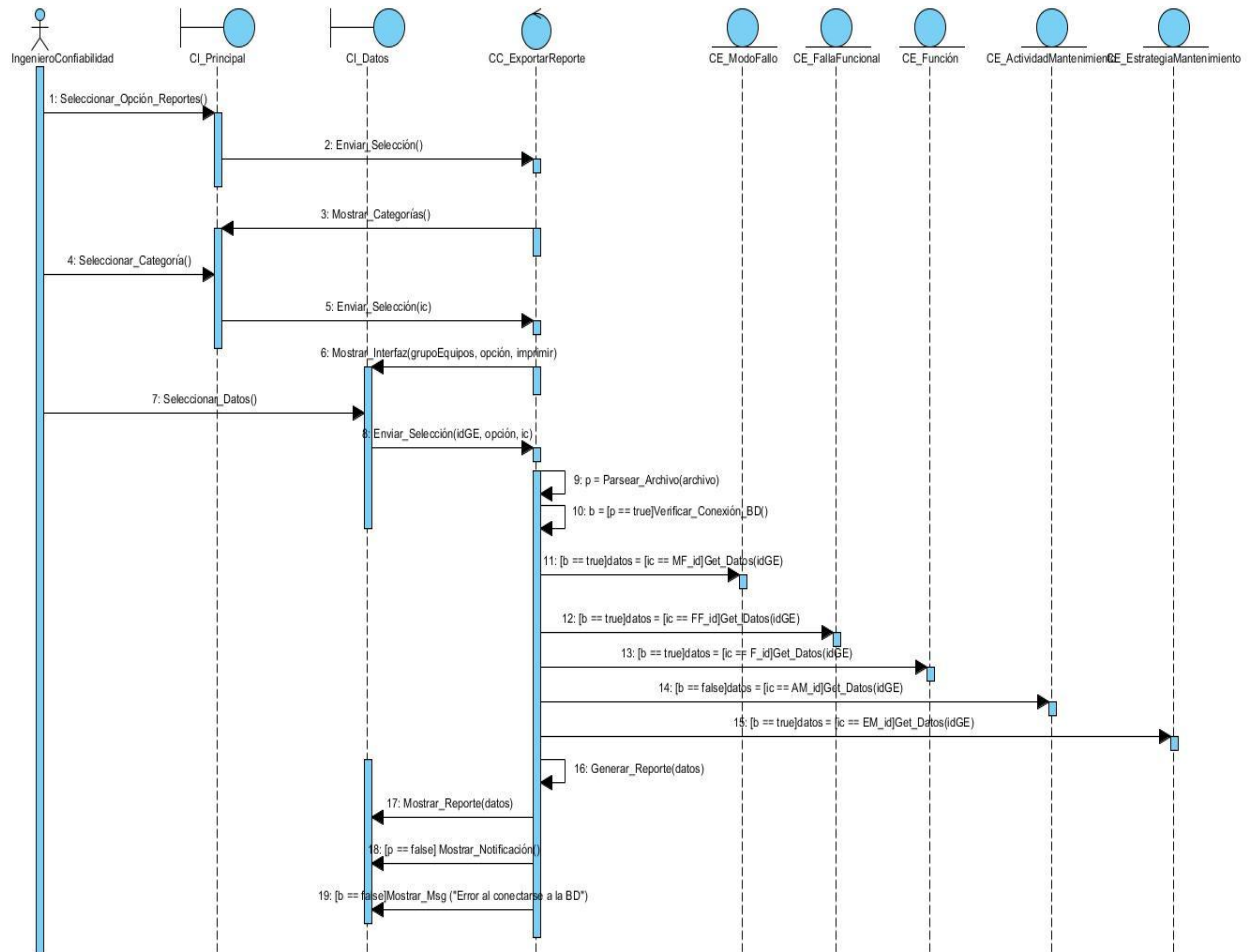 IngenieroConfiabilidad
CI_Principal
CI_Datos
CC_ExportarReporte
CE_ModoFallo
CE_FallaFuncional
CE_Función
CE_ActividadMantenimiento
CE_EstrategiaMantenimiento
1: Seleccionar_Opción_Reportes()
2: Enviar_Selección()
3: Mostrar_Categorías()
4: Seleccionar_Categoría()
5: Enviar_Selección(ic)
6: Mostrar_Interfaz(grupoEquipos, opción, imprimir)
7: Seleccionar_Datos()
8: Enviar_Selección(idGE, opción, ic)
9: p = Parsear_Archivo(archivo)
10: b = [p == true]Verificar_Conexión_BD()
11: [b == true]datos = [ic == MF_id]Get_Datos(idGE)
12: [b == true]datos = [ic == FF_id]Get_Datos(idGE)
13: [b == true]datos = [ic == F_id]Get_Datos(idGE)
14: [b == false]datos = [ic == AM_id]Get_Datos(idGE)
15: [b == true]datos = [ic == EM_id]Get_Datos(idGE)
16: Generar_Reporte(datos)
17: Mostrar_Reporte(datos)
18: [p == false] Mostrar_Notificación()
19: [b == false]Mostrar_Msg ("Error al conectarse a la BD")